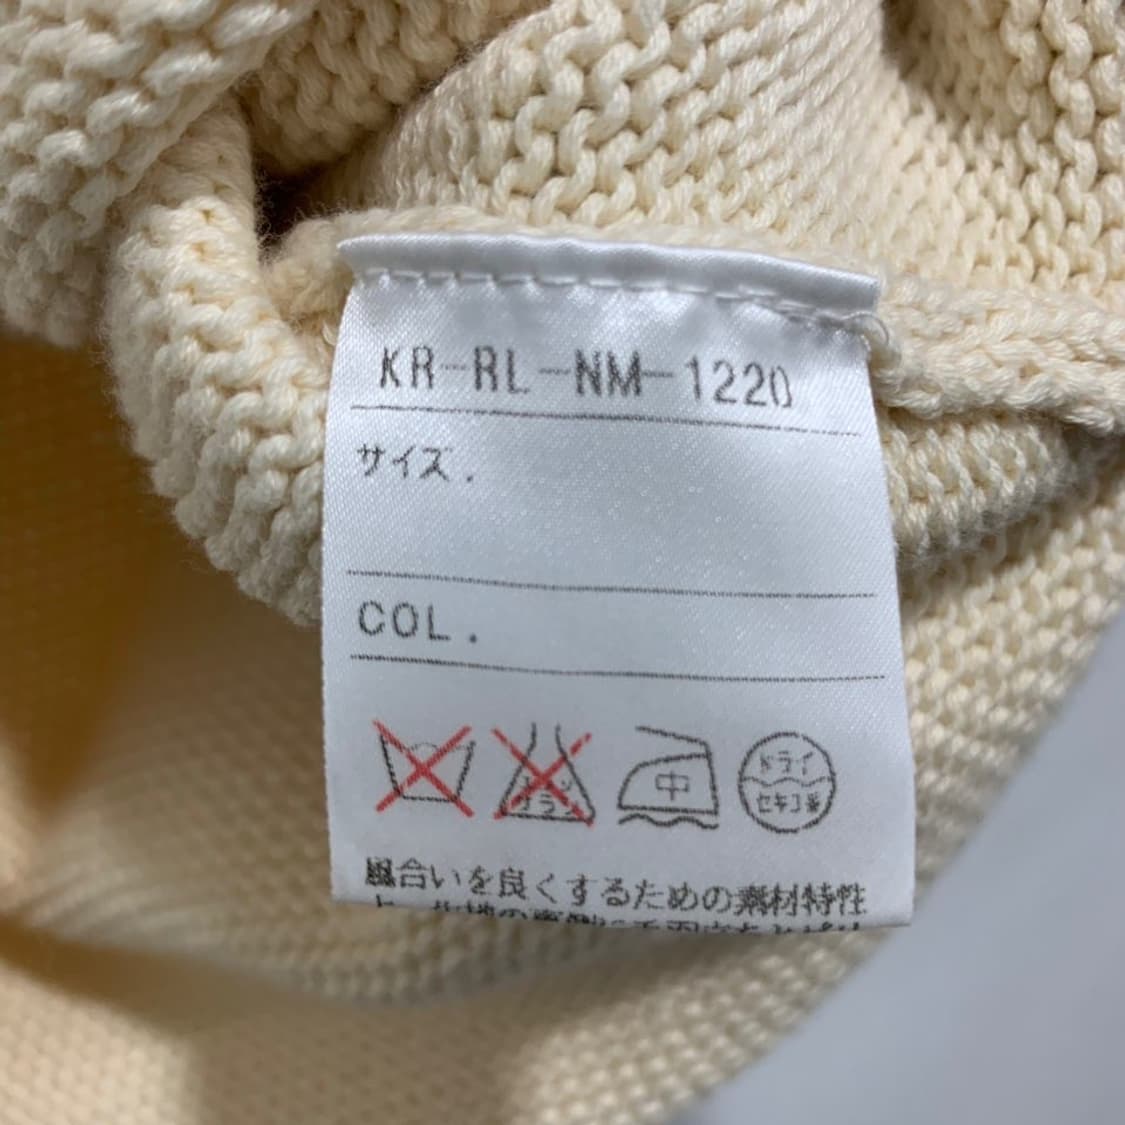 KR-RL-NM-1220
サイズ.
COL.
中
ドライ
セキユ系
風合いを良くするための素材特性